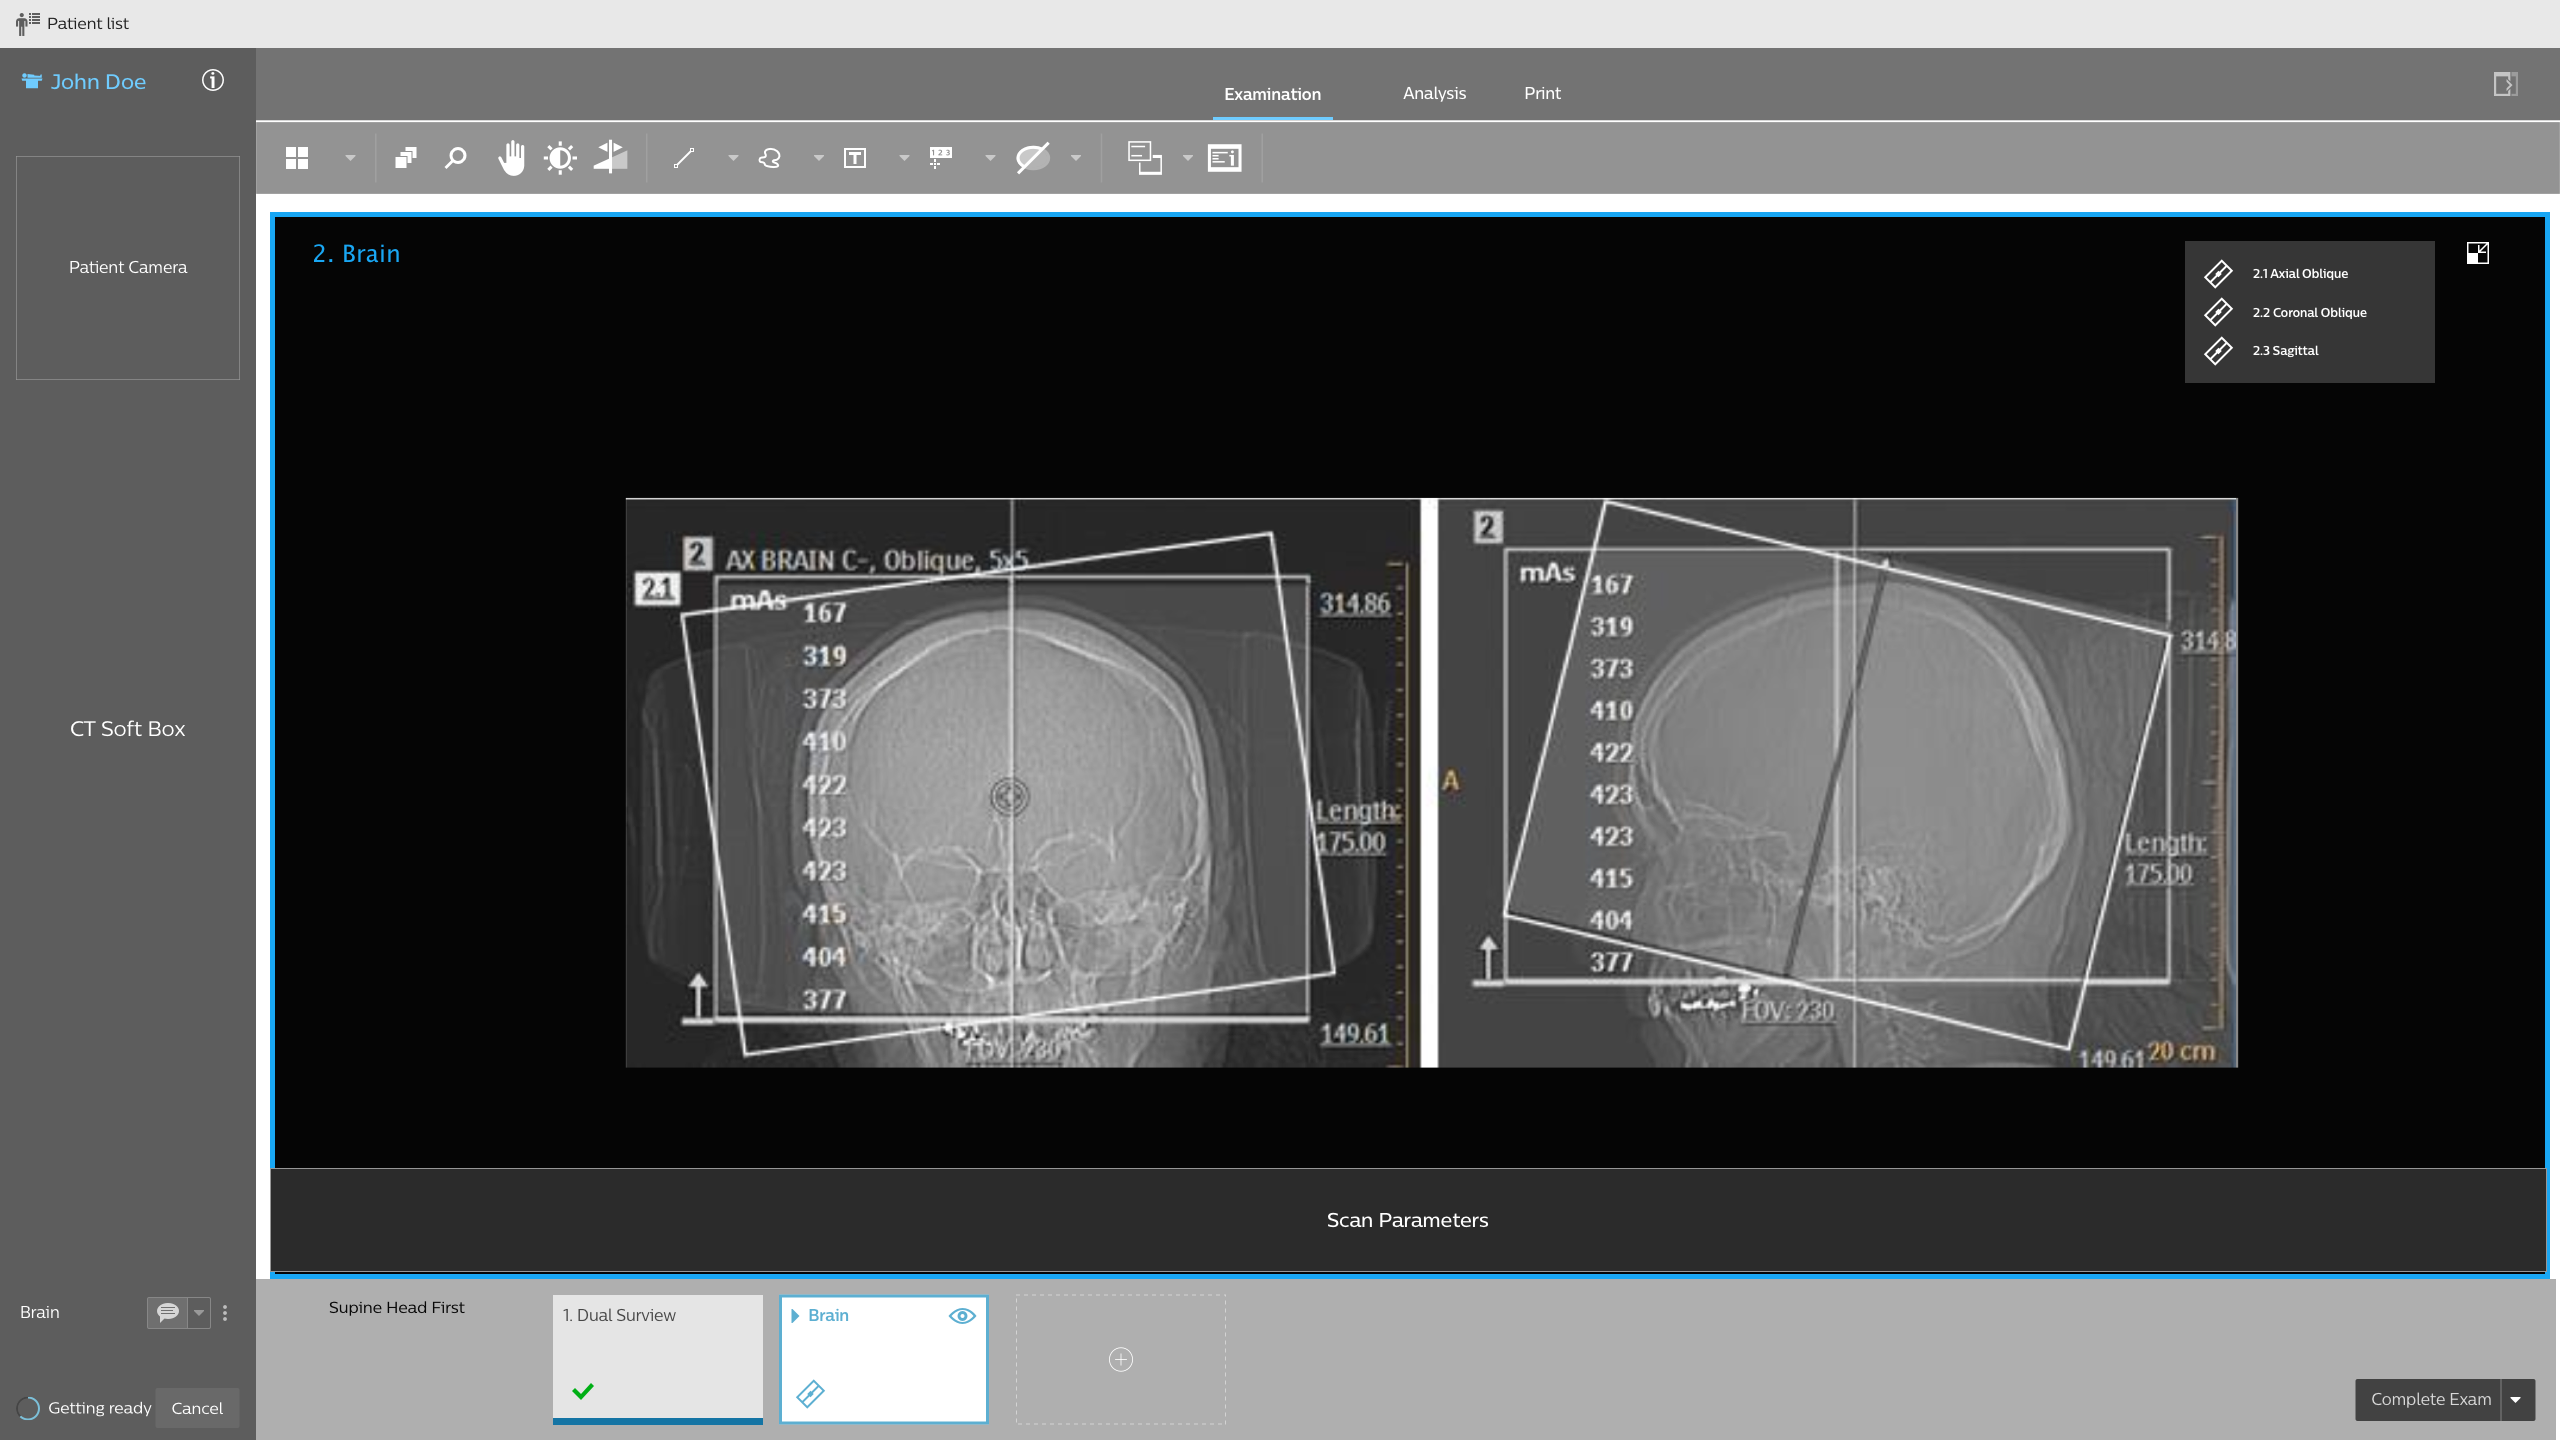 Patient list
John Doe
Examination
Analysis
Print
Patient Camera
CT Soft Box
2. Brain
2.1 Axial Oblique
2.2 Coronal Oblique
2.3 Sagittal
2 AX BRAIN C-, Oblique, 5x5
2.1
mAs
167
319
373
410
422
423
423
415
404
377
314.86
Length:
175.00
149.61
FOV: 230
2
mAs
167
319
373
410
422
423
423
415
404
377
A
314.8
Length:
175.00
FOV: 230
149.61
20 cm
Scan Parameters
Brain
Getting ready
Cancel
Supine Head First
1. Dual Surview
Brain
Complete Exam